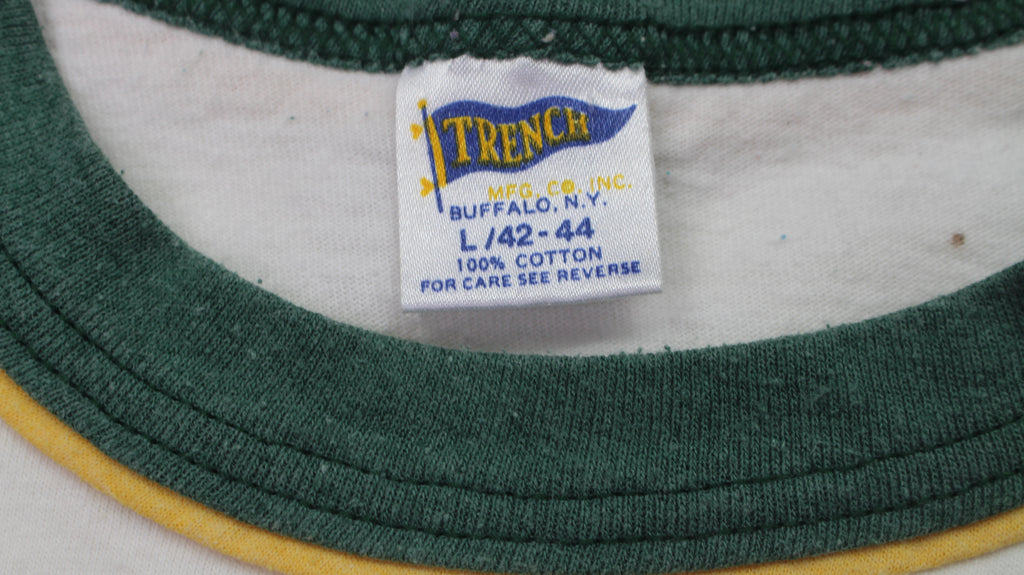 TRENCH
MFG. CO. INC.
BUFFALO, N.Y.
L/42-44
100% COTTON
FOR CARE SEE REVERSE